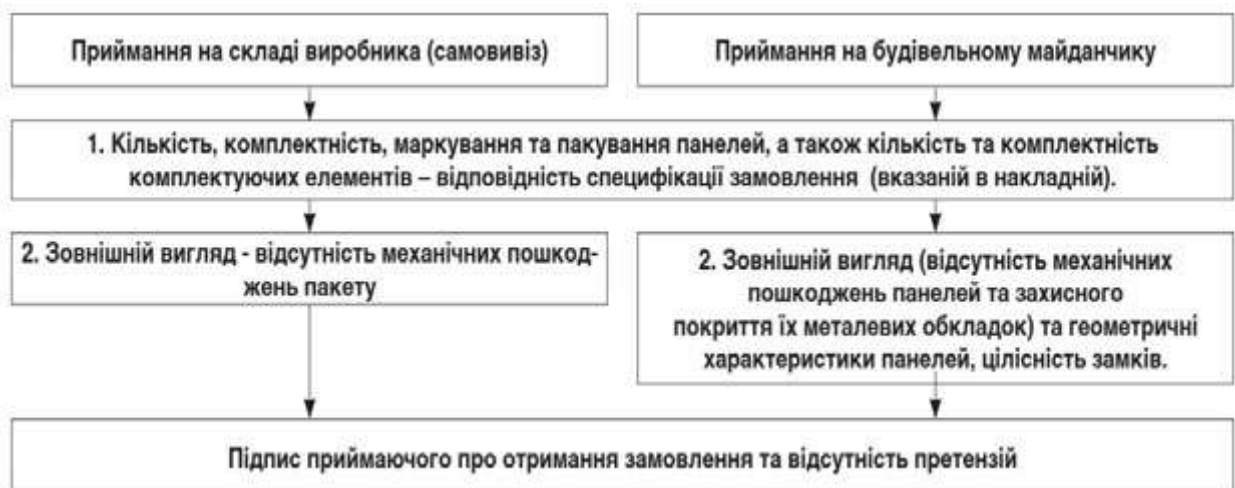 Приймання на складі виробника (самовивіз)
Приймання на будівельному майданчику
1. Кількість, комплектність, маркування та пакування панелей, а також кількість та комплектність
комплектуючих елементів – відповідність специфікації замовлення (вказаній в накладній).
2. Зовнішній вигляд - відсутність механічних пошкод-
жень пакету
2. Зовнішній вигляд (відсутність механічних
пошкоджень панелей та захисного
покриття їх металевих обкладок) та геометричні
характеристики панелей, цілісність замків.
Підпис приймаючого про отримання замовлення та відсутність претензій